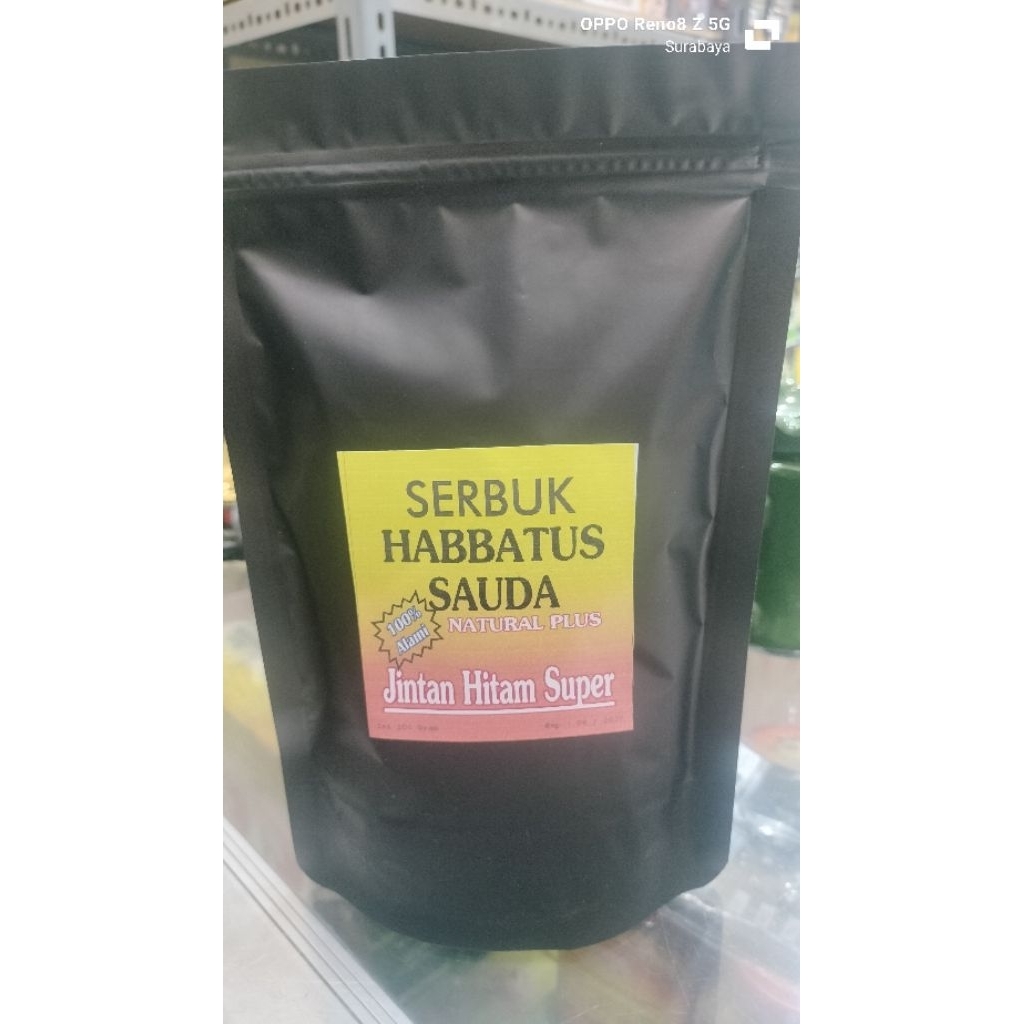 OPPO Reno8 Z 5G
Surabaya
SERBUK
HABBATUS
SAUDA
100%
Alami
NATURAL PLUS
Jintan Hitam Super